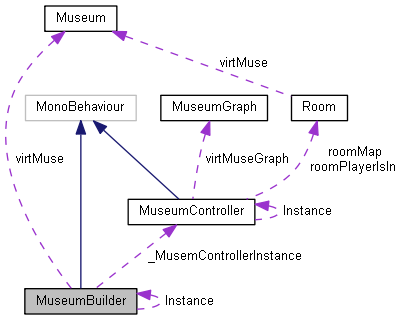 Museum
virtMuse
MonoBehaviour
MuseumGraph
Room
virtMuse
virtMuseGraph
roomMap
roomPlayerIsIn
MuseumController
Instance
_MusemControllerInstance
MuseumBuilder
Instance